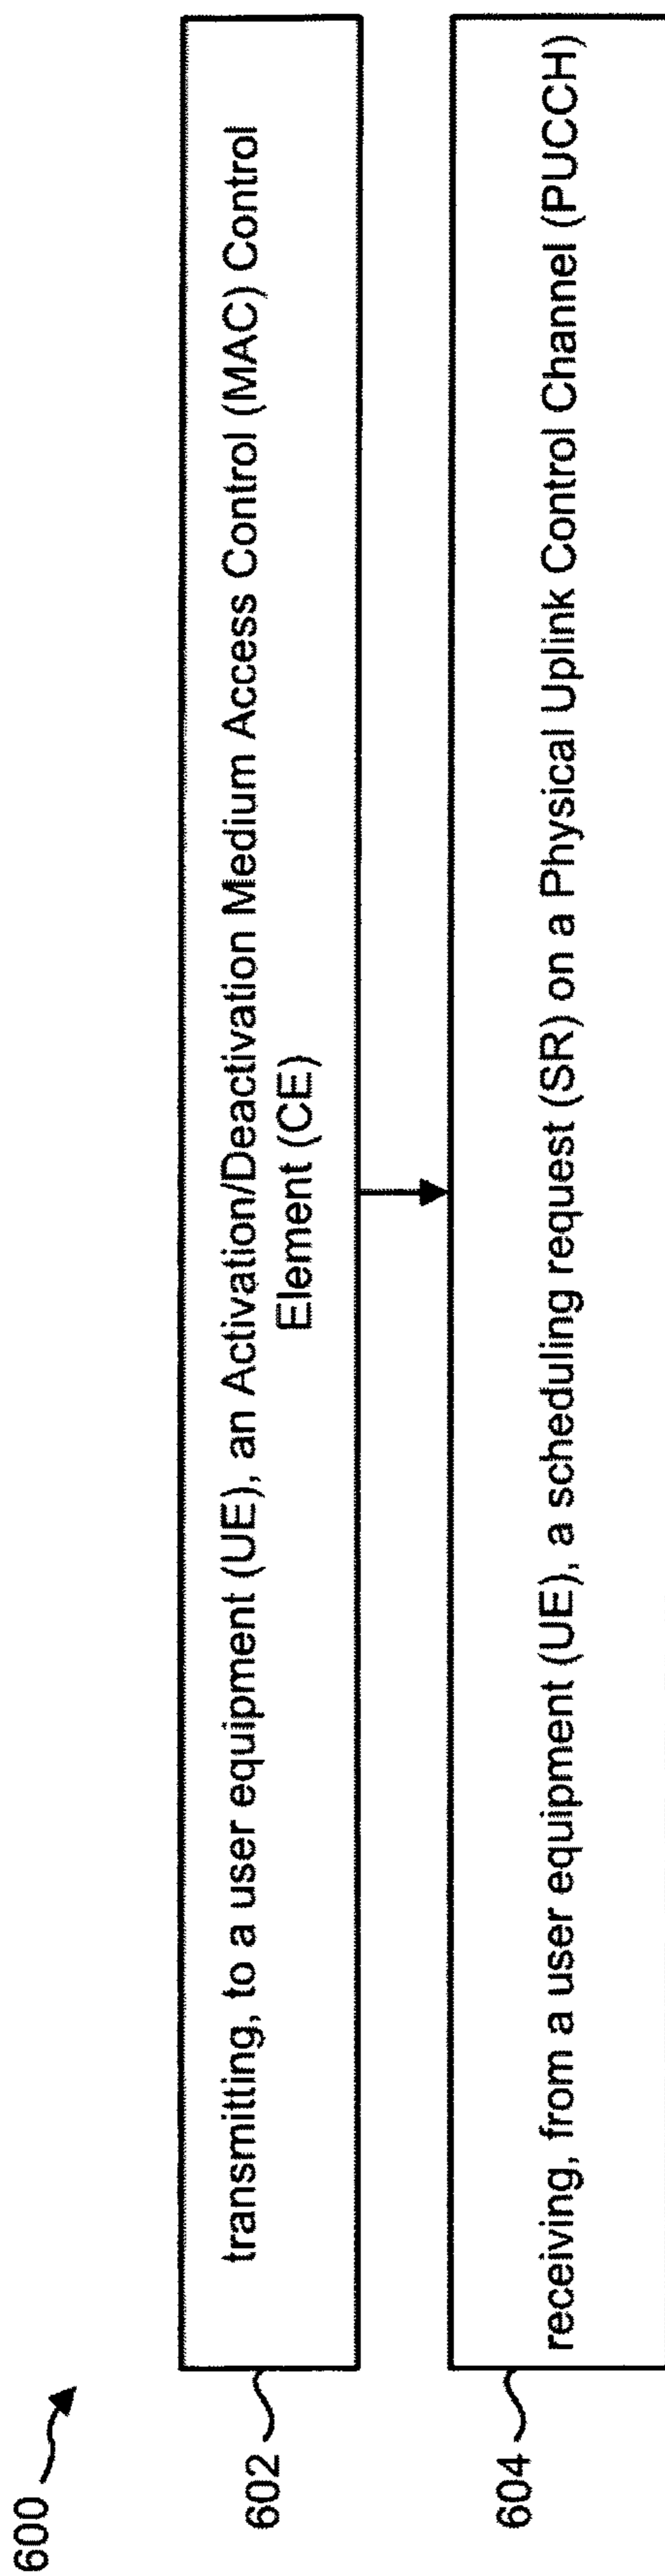 600
602
transmitting, to a user equipment (UE), an Activation/Deactivation Medium Access Control (MAC) Control
Element (CE)
604
receiving, from a user equipment (UE), a scheduling request (SR) on a Physical Uplink Control Channel (PUCCH)